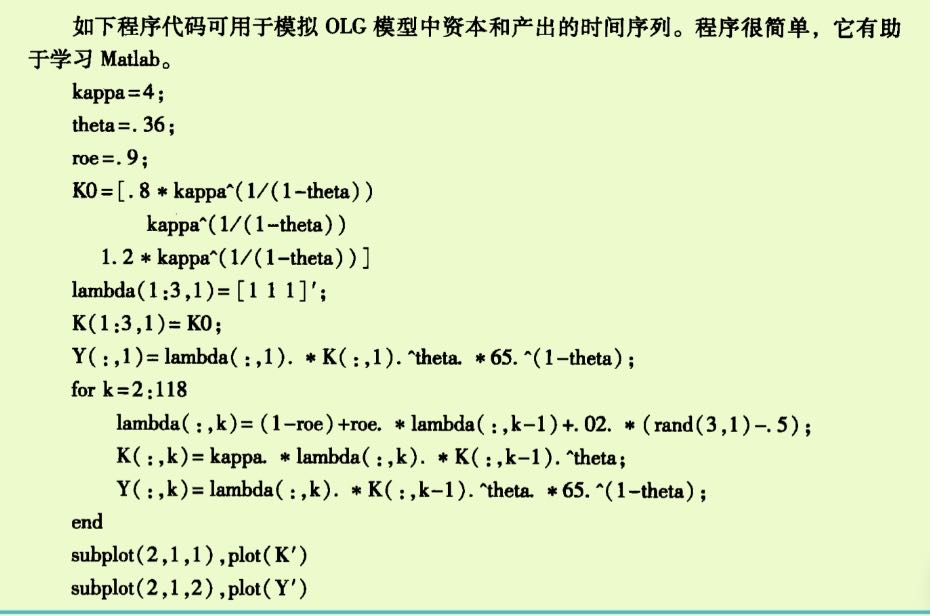 如下程序代码可用于模拟 OLG 模型中资本和产出的时间序列。程序很简单，它有助
于学习 Matlab。
kappa=4;
theta=.36;
roe=.9;
K0=[.8*kappa^(1/(1-theta))
kappa^(1/(1-theta))
1.2*kappa^(1/(1-theta))]
lambda(1:3,1)=[1 1 1]';
K(1:3,1)=K0;
Y(:,1)=lambda(:,1).*K(:,1).^theta.*65.^(1-theta);
for k=2:118
lambda(:,k)=(1-roe)+roe.*lambda(:,k-1)+.02.*(rand(3,1)-.5);
K(:,k)=kappa.*lambda(:,k).*K(:,k-1).^theta;
Y(:,k)=lambda(:,k).*K(:,k-1).^theta.*65.^(1-theta);
end
subplot(2,1,1),plot(K')
subplot(2,1,2),plot(Y')